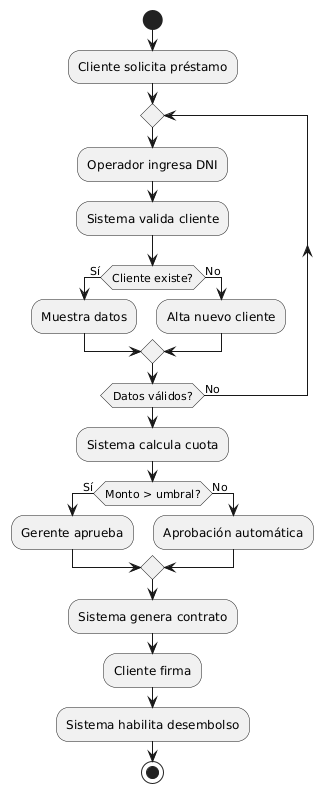 Cliente solicita préstamo
Operador ingresa DNI
Sistema valida cliente
Sí
Cliente existe?
No
Muestra datos
Alta nuevo cliente
Datos válidos?
No
Sistema calcula cuota
Sí
Monto > umbral?
No
Gerente aprueba
Aprobación automática
Sistema genera contrato
Cliente firma
Sistema habilita desembolso